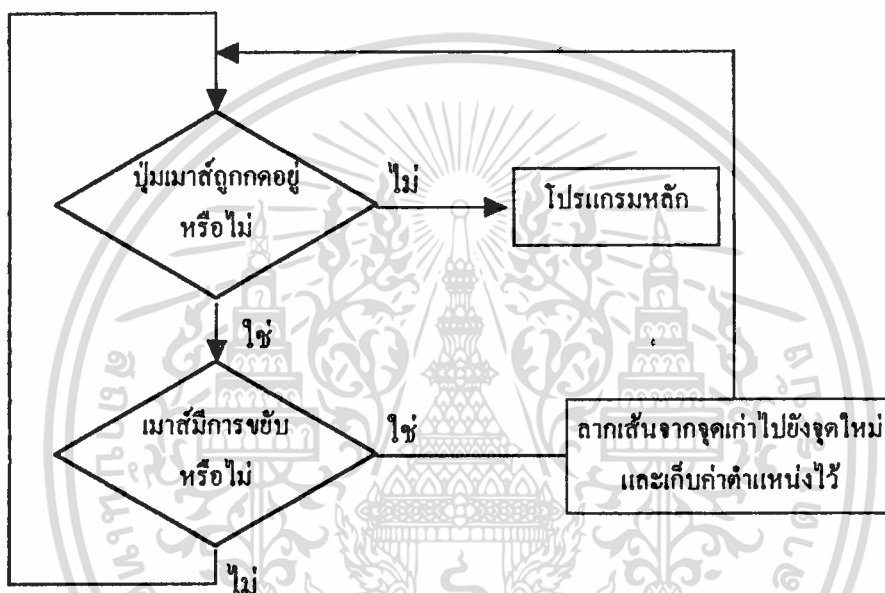 ปุ่มเมาส์ถูกกดอยู่
หรือไม่
ไม่
โปรแกรมหลัก
ใช่
เมาส์มีการขยับ
หรือไม่
ใช่
ลากเส้นจากจุดเก่าไปยังจุดใหม่
และเก็บค่าตำแหน่งไว้
ไม่